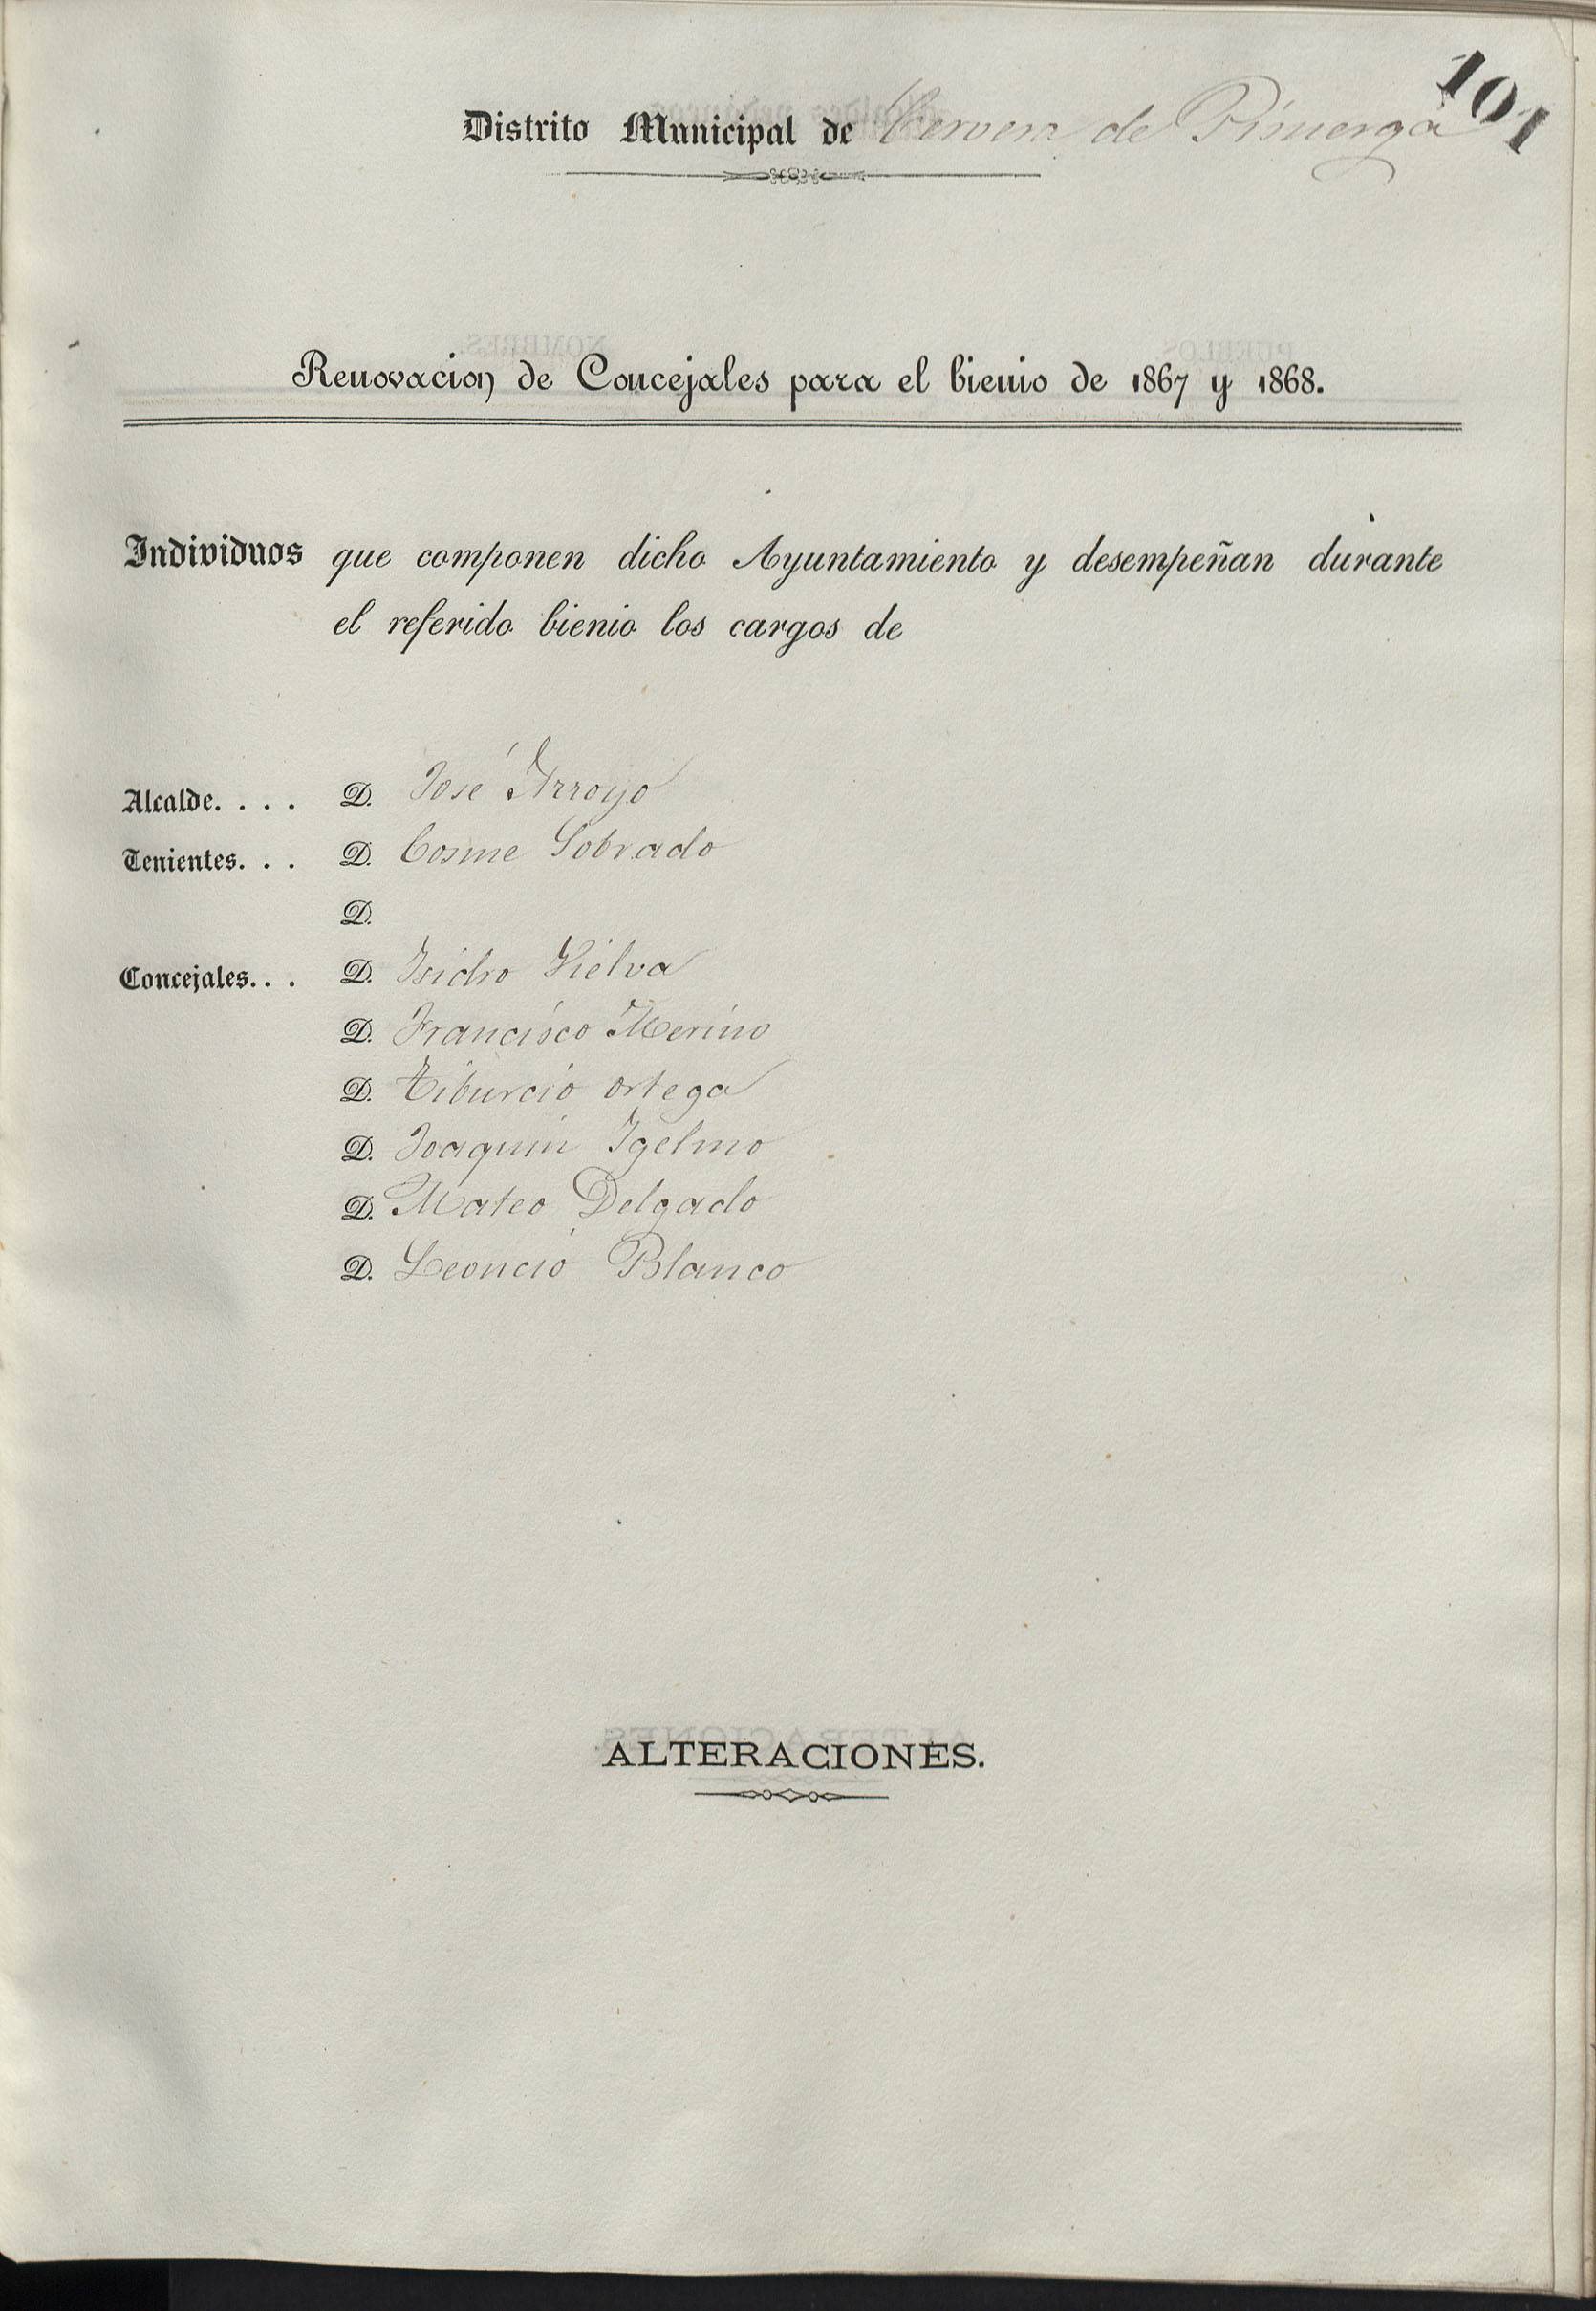 101
Distrito Municipal de Cervera de Pisuerga
Renovacion de Concejales para el bienio de 1867 y 1868.
Individuos que componen dicho Ayuntamiento y desempeñan durante
el referido bienio los cargos de
Alcalde. . . . D. José Arroyo
Tenientes. . . D. Cosme Sobrado
D.
Concejales. . . D. Isidro Vielva
D. Francisco Merino
D. Tiburcio Ortega
D. Joaquin Igelmo
D. Mateo Delgado
D. Leoncio Blanco
ALTERACIONES.